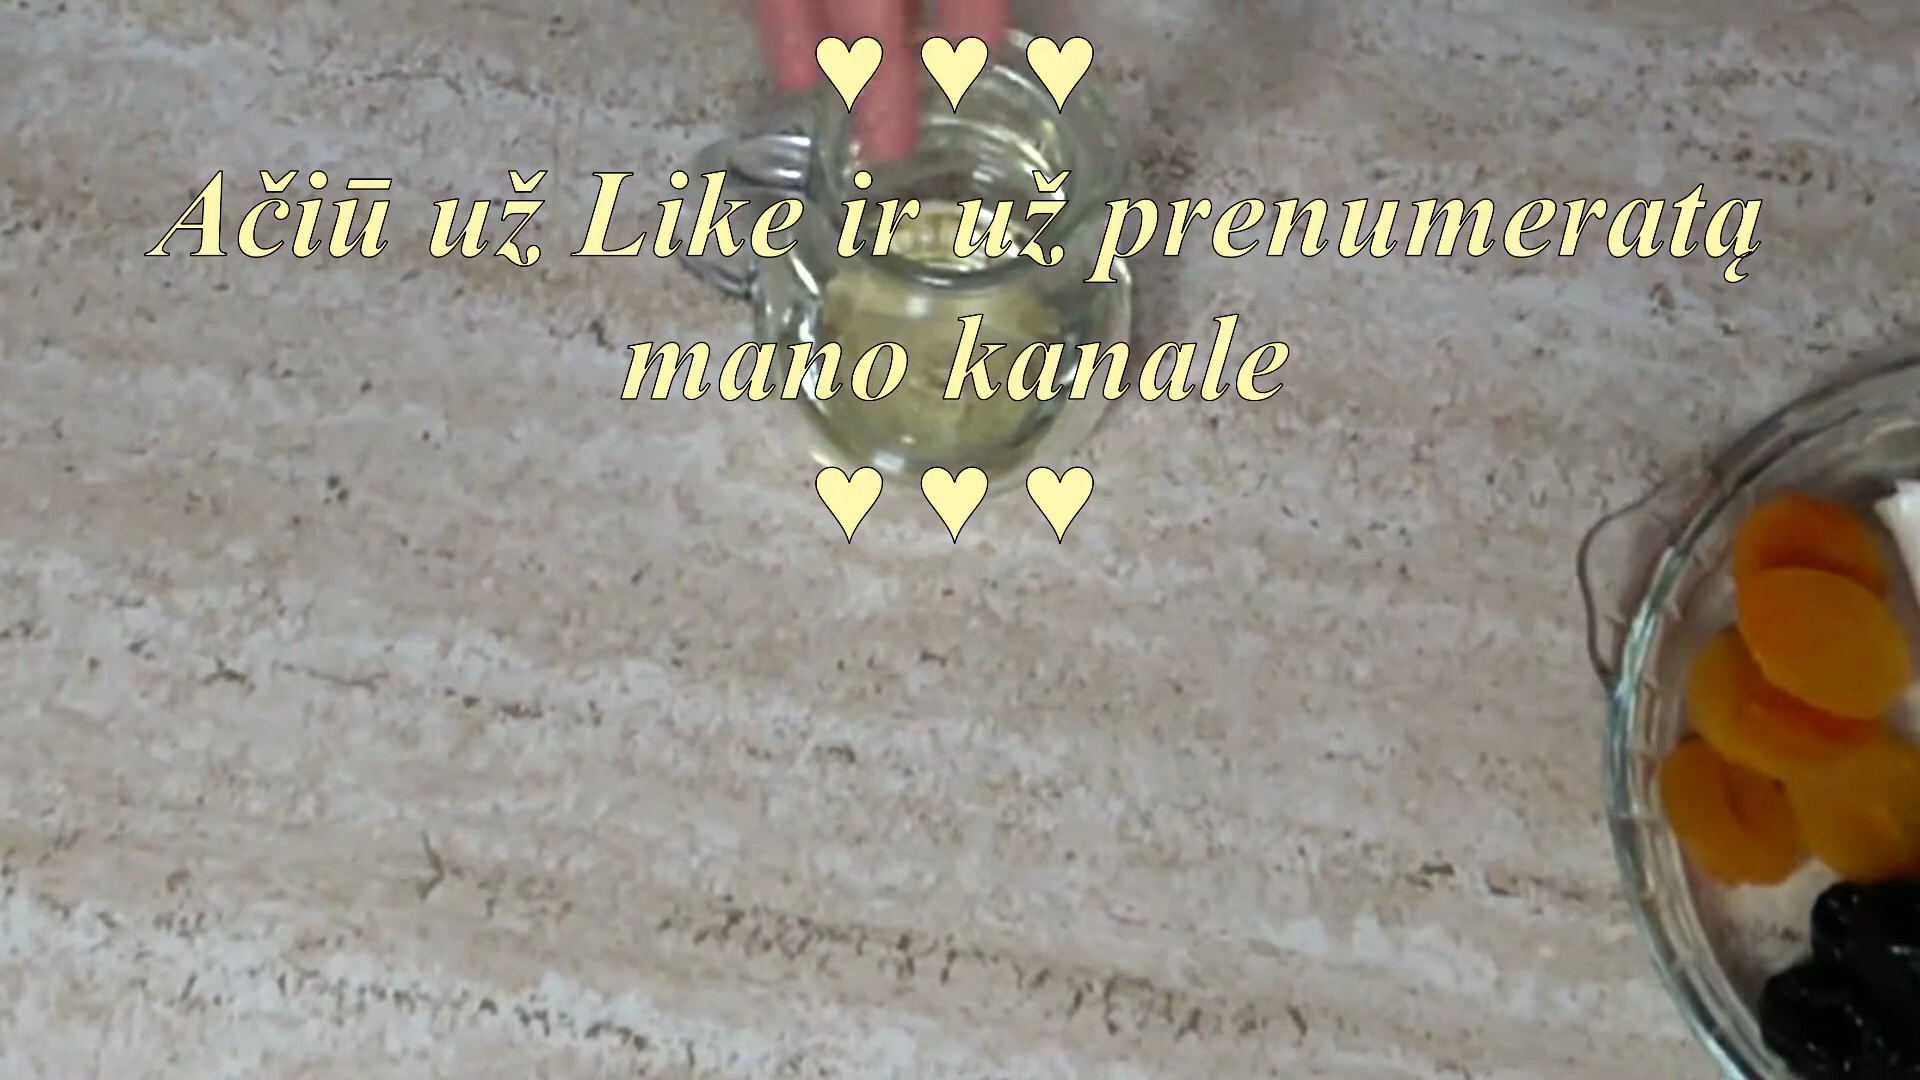 ♥ ♥ ♥
Ačiū už Like ir už prenumeratą
mano kanale
♥ ♥ ♥